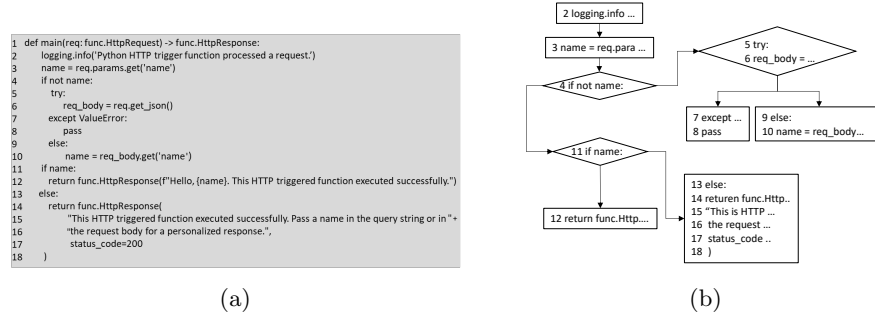 1 def main(req: func.HttpRequest) -> func.HttpResponse:
2 logging.info('Python HTTP trigger function processed a request.')
3 name = req.params.get('name')
4 if not name:
5 try:
6 req_body = req.get_json()
7 except ValueError:
8 pass
9 else:
10 name = req_body.get('name')
11 if name:
12 return func.HttpResponse(f"Hello, {name}. This HTTP triggered function executed successfully.")
13 else:
14 return func.HttpResponse(
15 "This HTTP triggered function executed successfully. Pass a name in the query string or in "+
16 "the request body for a personalized response.",
17 status_code=200
18 )
(a)
2 logging.info ...
3 name = req.para ...
4 if not name:
5 try:
6 req_body = ...
7 except ...
8 pass
9 else:
10 name = req_body...
11 if name:
12 return func.Http....
13 else:
14 returen func.Http..
15 "This is HTTP ...
16 the request ...
17 status_code ..
18 )
(b)